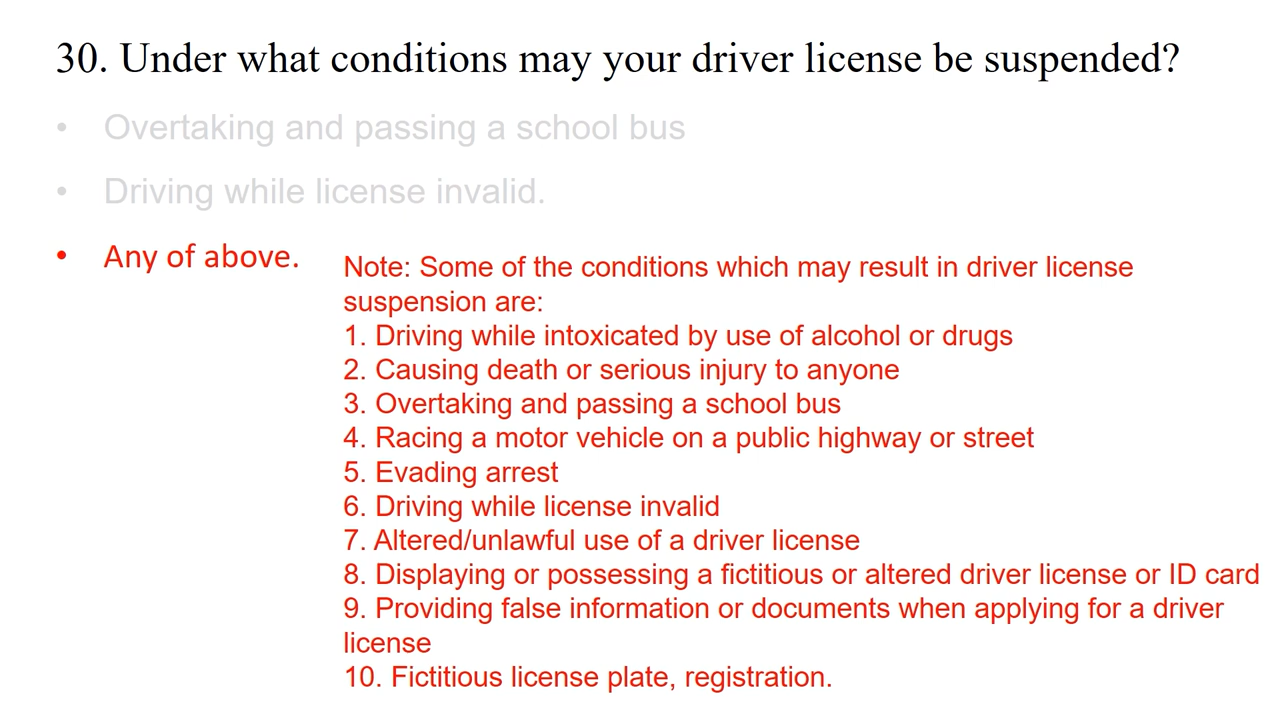 30. Under what conditions may your driver license be suspended?
• Overtaking and passing a school bus
• Driving while license invalid.
• Any of above.
Note: Some of the conditions which may result in driver license
suspension are:
1. Driving while intoxicated by use of alcohol or drugs
2. Causing death or serious injury to anyone
3. Overtaking and passing a school bus
4. Racing a motor vehicle on a public highway or street
5. Evading arrest
6. Driving while license invalid
7. Altered/unlawful use of a driver license
8. Displaying or possessing a fictitious or altered driver license or ID card
9. Providing false information or documents when applying for a driver
license
10. Fictitious license plate, registration.